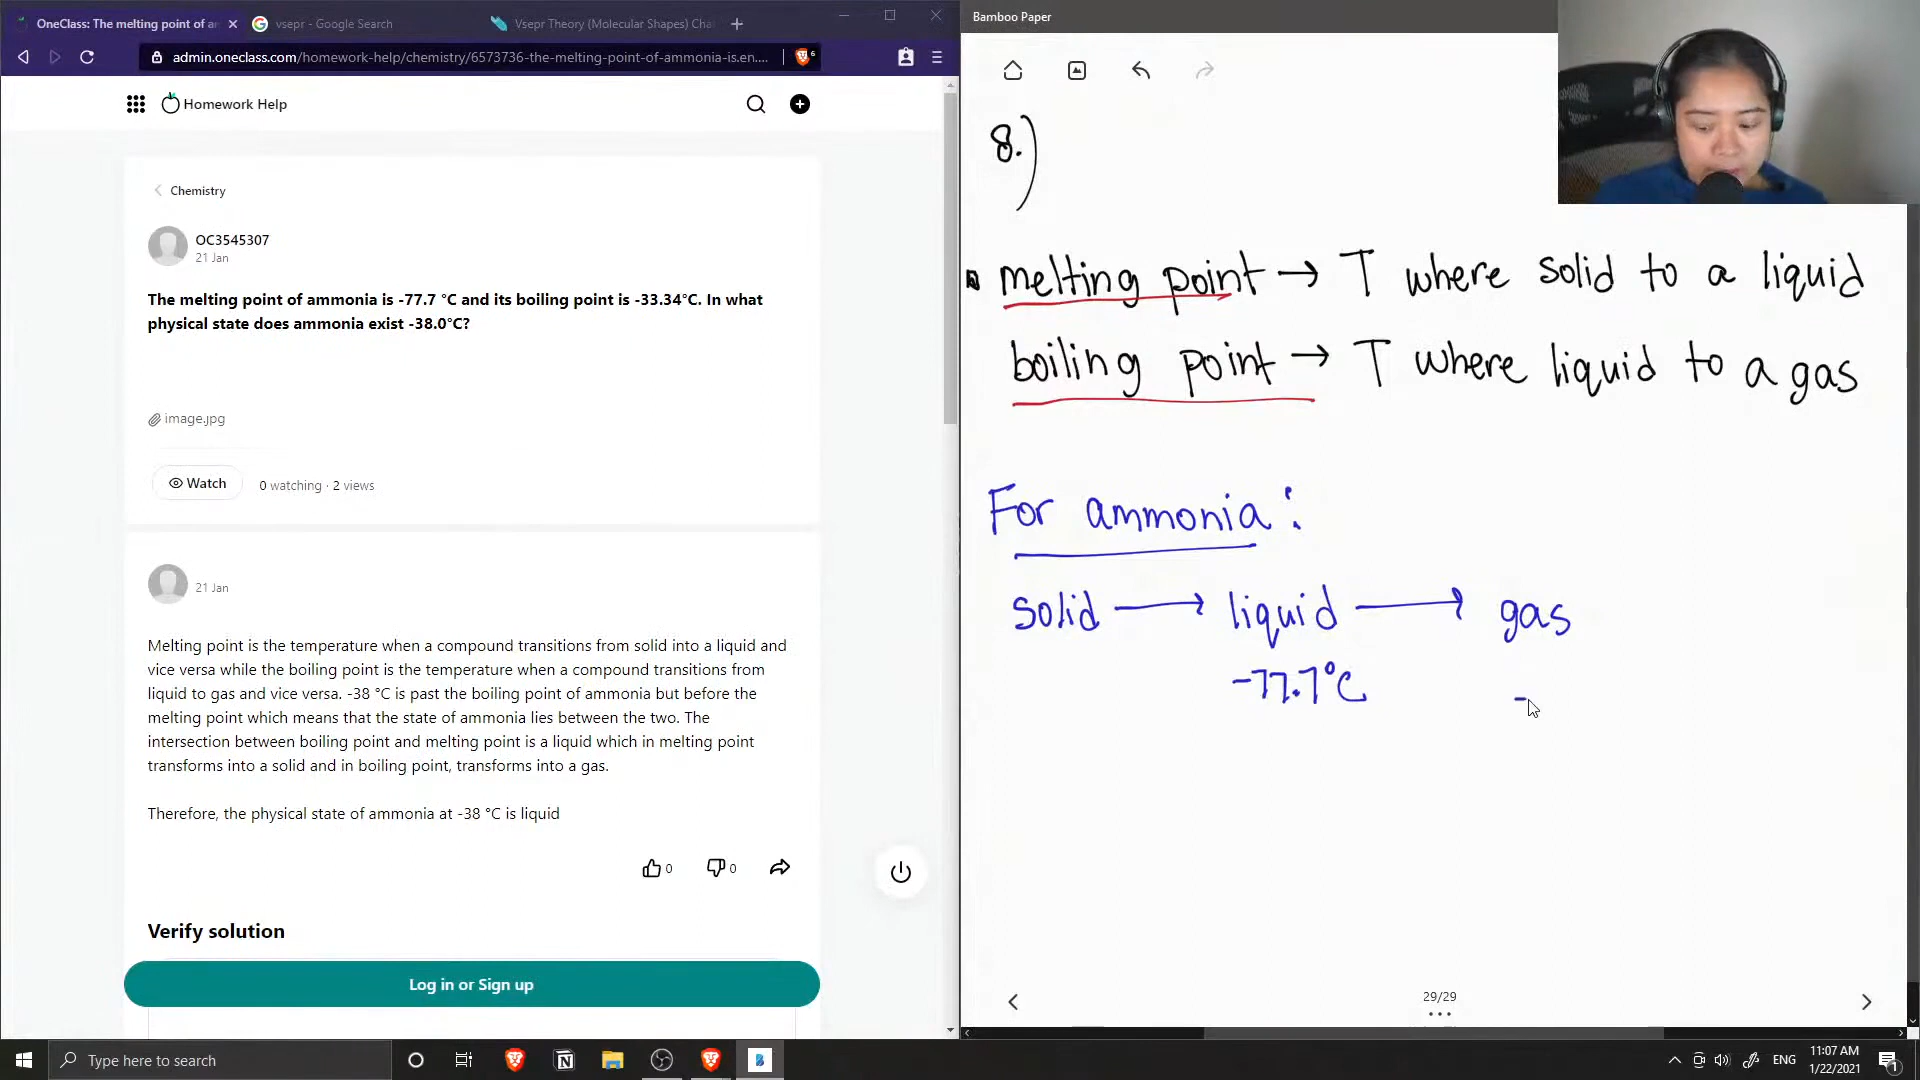 OneClass: The melting point of a
vsepr - Google Search
Vsepr Theory (Molecular Shapes) Cha
admin.oneclass.com/homework-help/chemistry/6573736-the-melting-point-of-ammonia-is.en....
6
Homework Help
Chemistry
OC3545307
21 Jan
The melting point of ammonia is -77.7 °C and its boiling point is -33.34°C. In what
physical state does ammonia exist -38.0°C?
image.jpg
Watch
0 watching · 2 views
21 Jan
Melting point is the temperature when a compound transitions from solid into a liquid and
vice versa while the boiling point is the temperature when a compound transitions from
liquid to gas and vice versa. -38 °C is past the boiling point of ammonia but before the
melting point which means that the state of ammonia lies between the two. The
intersection between boiling point and melting point is a liquid which in melting point
transforms into a solid and in boiling point, transforms into a gas.
Therefore, the physical state of ammonia at -38 °C is liquid
0 0
Verify solution
Log in or Sign up
Bamboo Paper
8.)
melting point → T where solid to a liquid
boiling point → T where liquid to a gas
For ammonia:
solid → liquid → gas
-77.7°C -
29/29
Type here to search
ENG
11:07 AM
1/22/2021
1